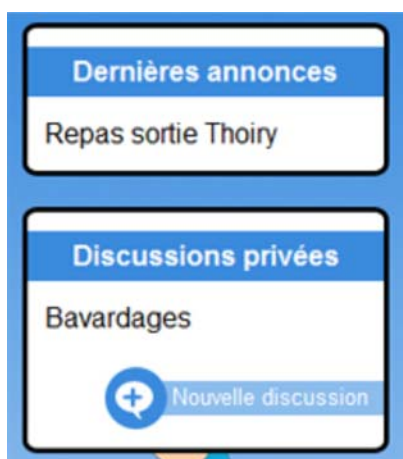 Dernières annonces
Repas sortie Thoiry
Discussions privées
Bavardages
Nouvelle discussion